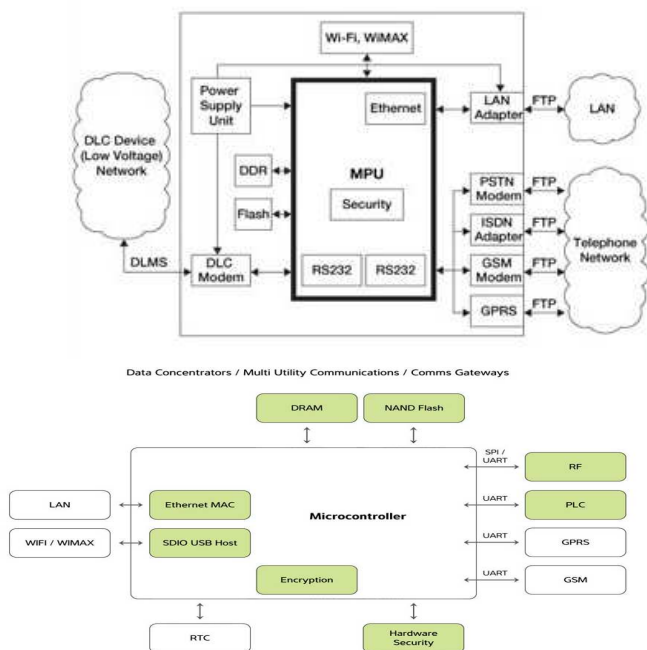 Wi-Fi, WiMAX
Power
Supply
Unit
Ethernet
LAN
Adapter
FTP
LAN
DLC Device
(Low Voltage)
Network
DDR
MPU
PSTN
Modem
FTP
Flash
Security
ISDN
Adapter
FTP
Telephone
Network
DLMS
DLC
Modem
RS232
RS232
GSM
Modem
FTP
GPRS
FTP
Data Concentrators / Multi Utility Communications / Comms Gateways
DRAM
NAND Flash
SPI /
UART
RF
LAN
Ethernet MAC
Microcontroller
UART
PLC
WIFI / WIMAX
SDIO USB Host
UART
GPRS
Encryption
UART
GSM
RTC
Hardware
Security